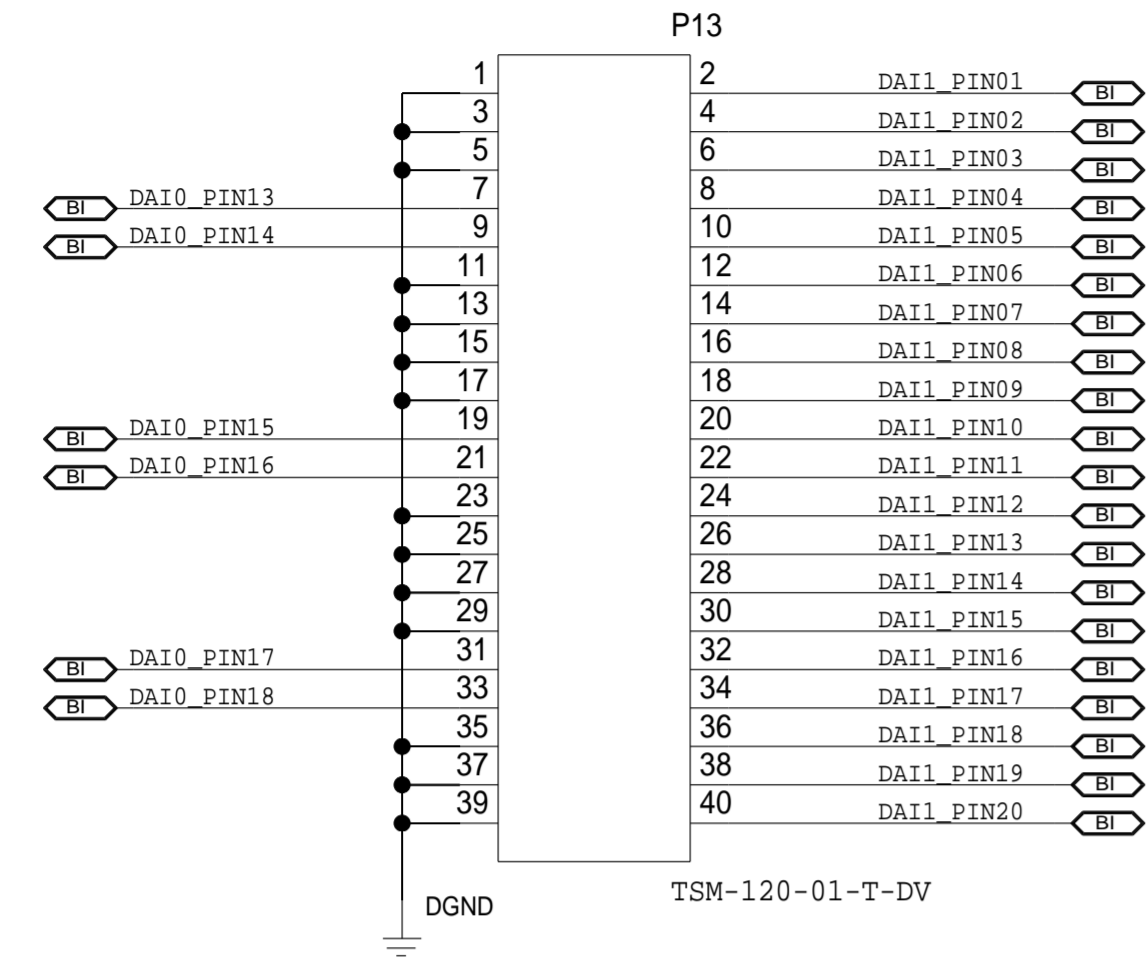 P13
1 2 DAI1_PIN01 BI
3 4 DAI1_PIN02 BI
5 6 DAI1_PIN03 BI
BI DAI0_PIN13 7 8 DAI1_PIN04 BI
BI DAI0_PIN14 9 10 DAI1_PIN05 BI
11 12 DAI1_PIN06 BI
13 14 DAI1_PIN07 BI
15 16 DAI1_PIN08 BI
17 18 DAI1_PIN09 BI
BI DAI0_PIN15 19 20 DAI1_PIN10 BI
BI DAI0_PIN16 21 22 DAI1_PIN11 BI
23 24 DAI1_PIN12 BI
25 26 DAI1_PIN13 BI
27 28 DAI1_PIN14 BI
29 30 DAI1_PIN15 BI
BI DAI0_PIN17 31 32 DAI1_PIN16 BI
BI DAI0_PIN18 33 34 DAI1_PIN17 BI
35 36 DAI1_PIN18 BI
37 38 DAI1_PIN19 BI
39 40 DAI1_PIN20 BI
TSM-120-01-T-DV
DGND